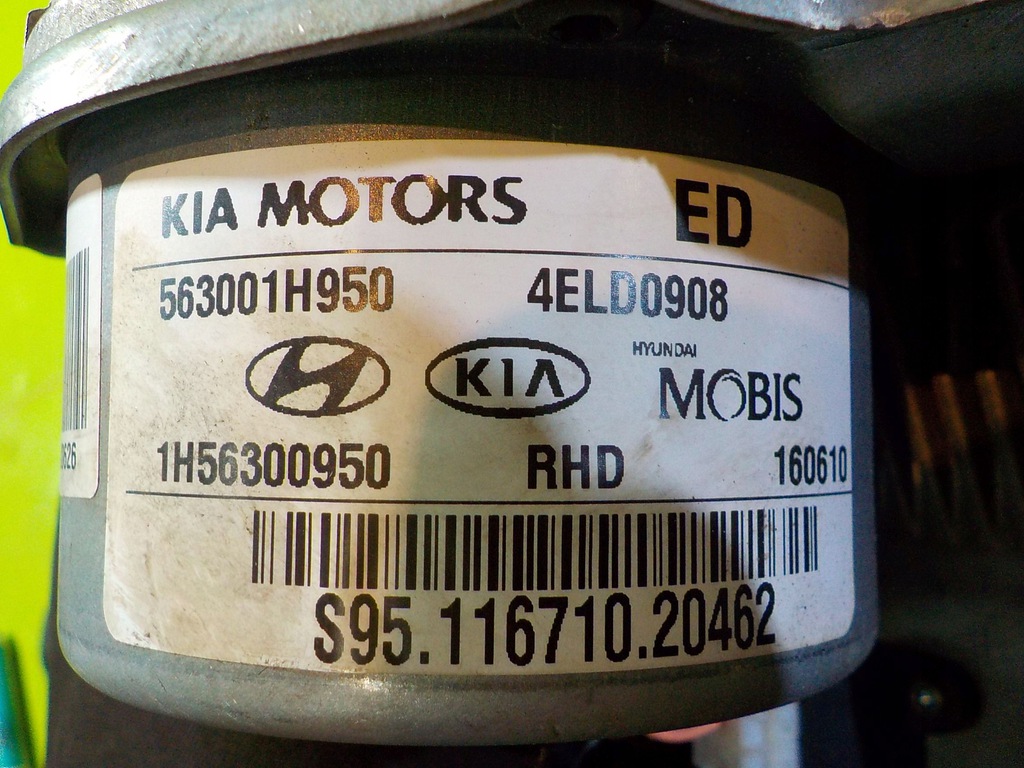 KIA MOTORS ED
563001H950 4ELD0908
KIA HYUNDAI MOBIS
1H56300950 RHD 160610
S95.116710.20462